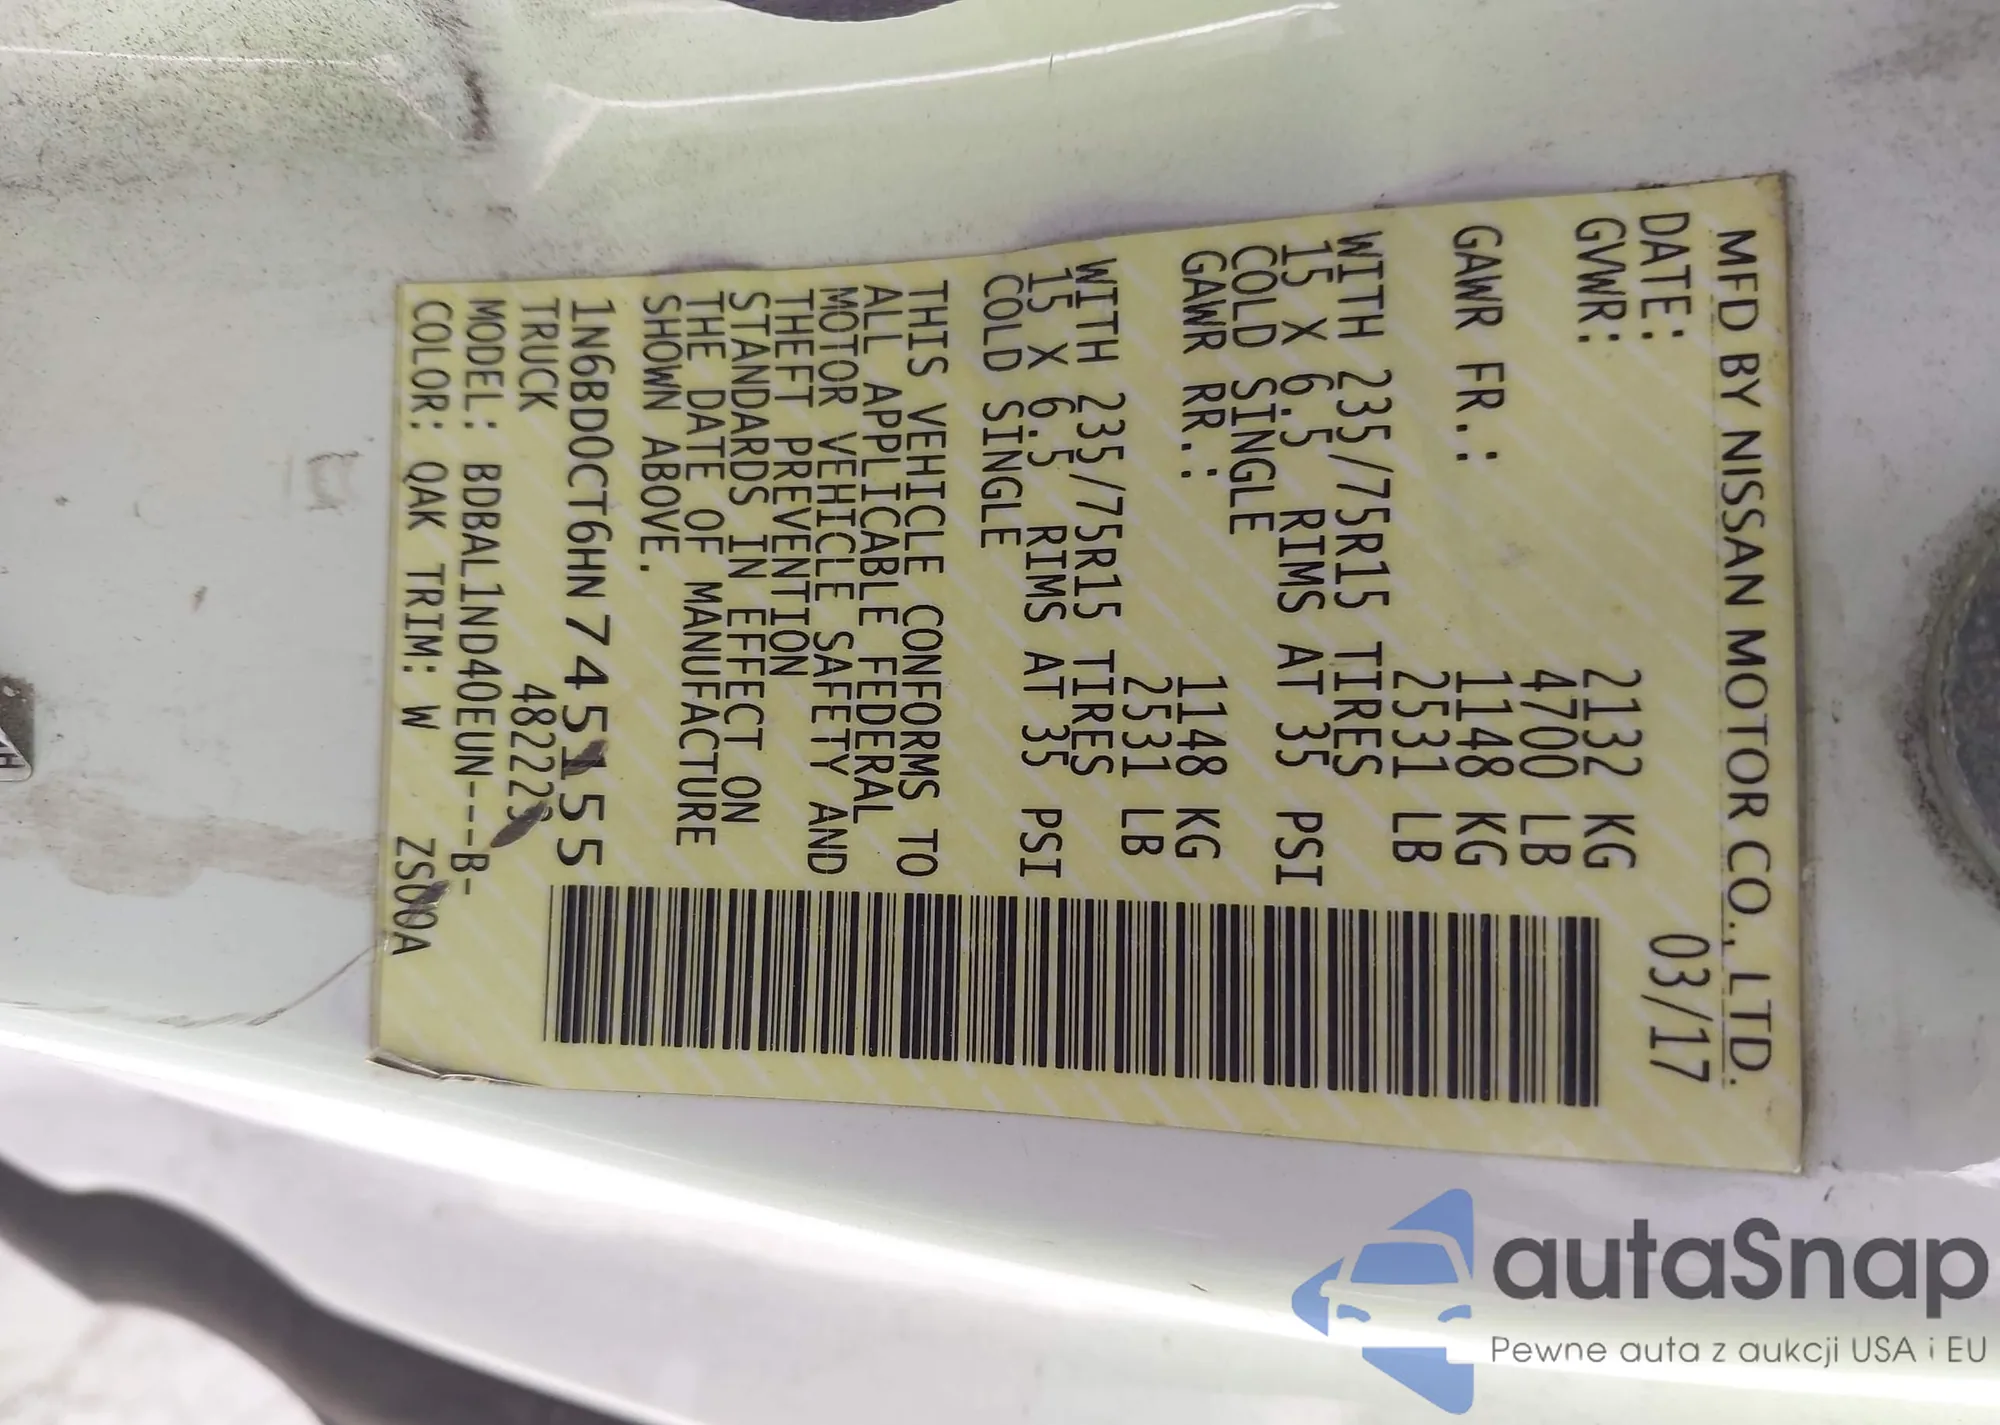 MFD BY NISSAN MOTOR CO., LTD.
DATE: 03/17
GVWR: 2132 KG
4700 LB
GAWR FR.: 1148 KG
2531 LB
WITH 235/75R15 TIRES
15 X 6.5 RIMS AT 35 PSI
COLD SINGLE
GAWR RR.: 1148 KG
2531 LB
WITH 235/75R15 TIRES
15 X 6.5 RIMS AT 35 PSI
COLD SINGLE
THIS VEHICLE CONFORMS TO
ALL APPLICABLE FEDERAL
MOTOR VEHICLE SAFETY AND
THEFT PREVENTION
STANDARDS IN EFFECT ON
THE DATE OF MANUFACTURE
SHOWN ABOVE.
1N6BD0CT6HN745155
TRUCK 482223
MODEL: BDBAL1ND40EUN---B-
COLOR: QAK TRIM: W ZS00A
autaSnap
Pewne auta z aukcji USA i EU